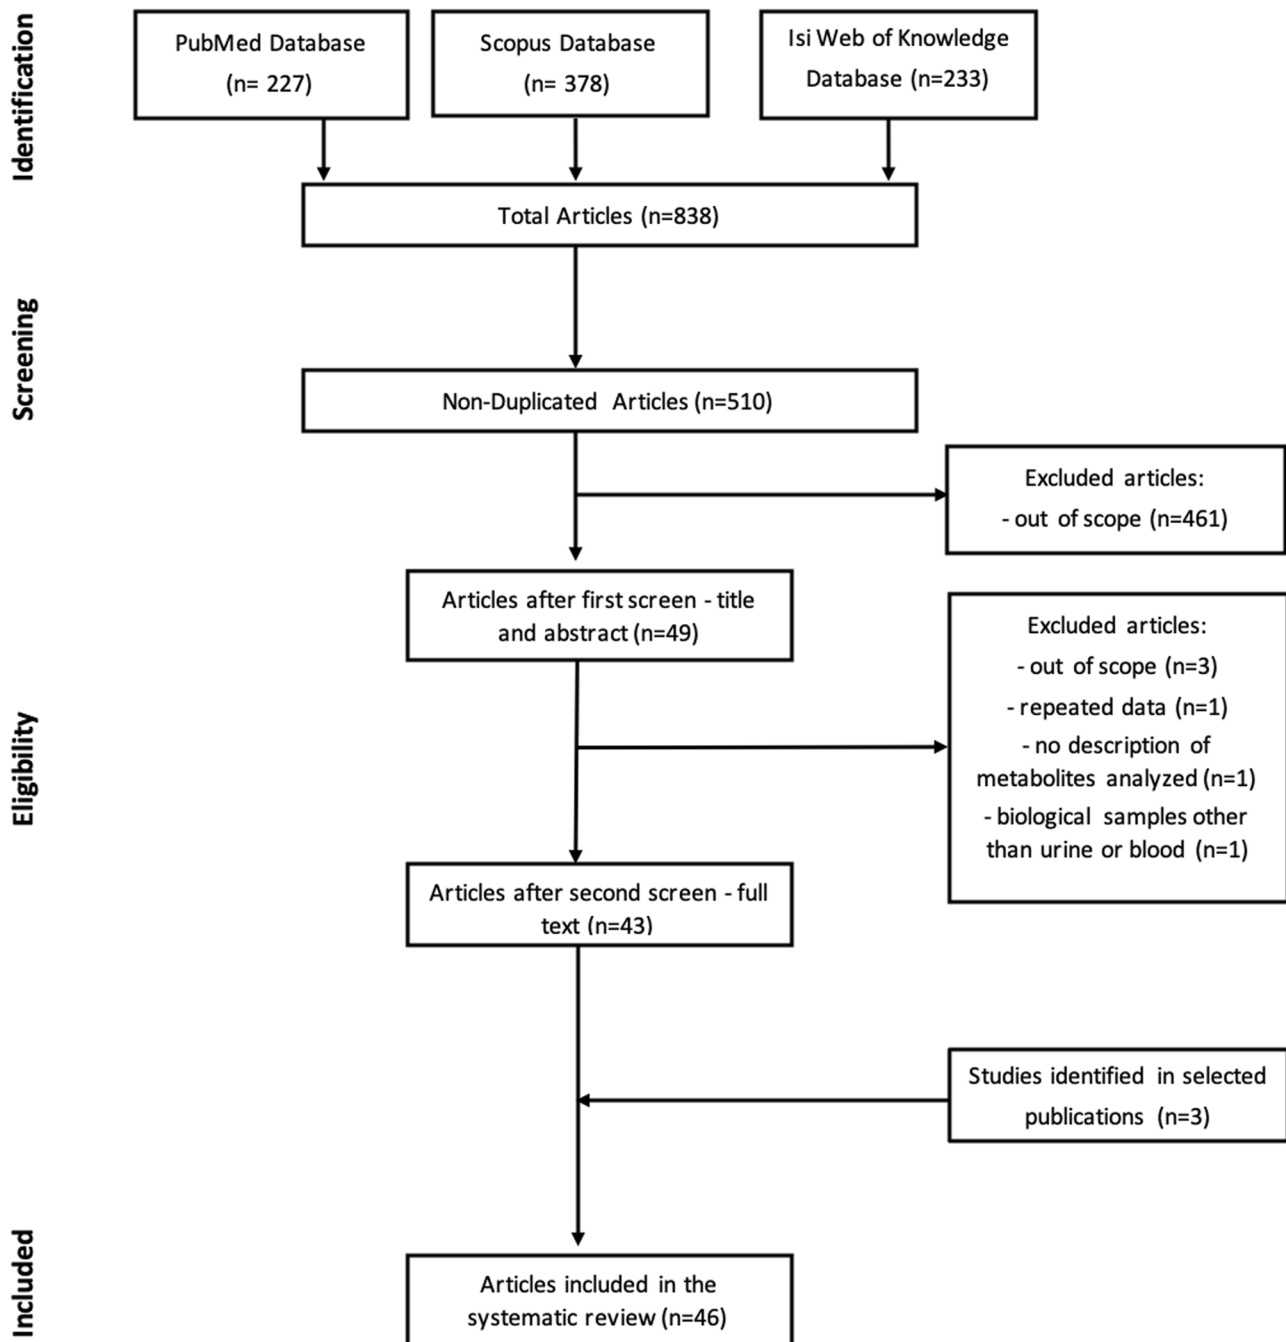 Identification
PubMed Database
(n= 227)
Scopus Database
(n= 378)
Isi Web of Knowledge
Database (n=233)
Total Articles (n=838)
Screening
Non-Duplicated Articles (n=510)
Excluded articles:
- out of scope (n=461)
Articles after first screen - title
and abstract (n=49)
Eligibility
Excluded articles:
- out of scope (n=3)
- repeated data (n=1)
- no description of
metabolites analyzed (n=1)
- biological samples other
than urine or blood (n=1)
Articles after second screen - full
text (n=43)
Studies identified in selected
publications (n=3)
Included
Articles included in the
systematic review (n=46)